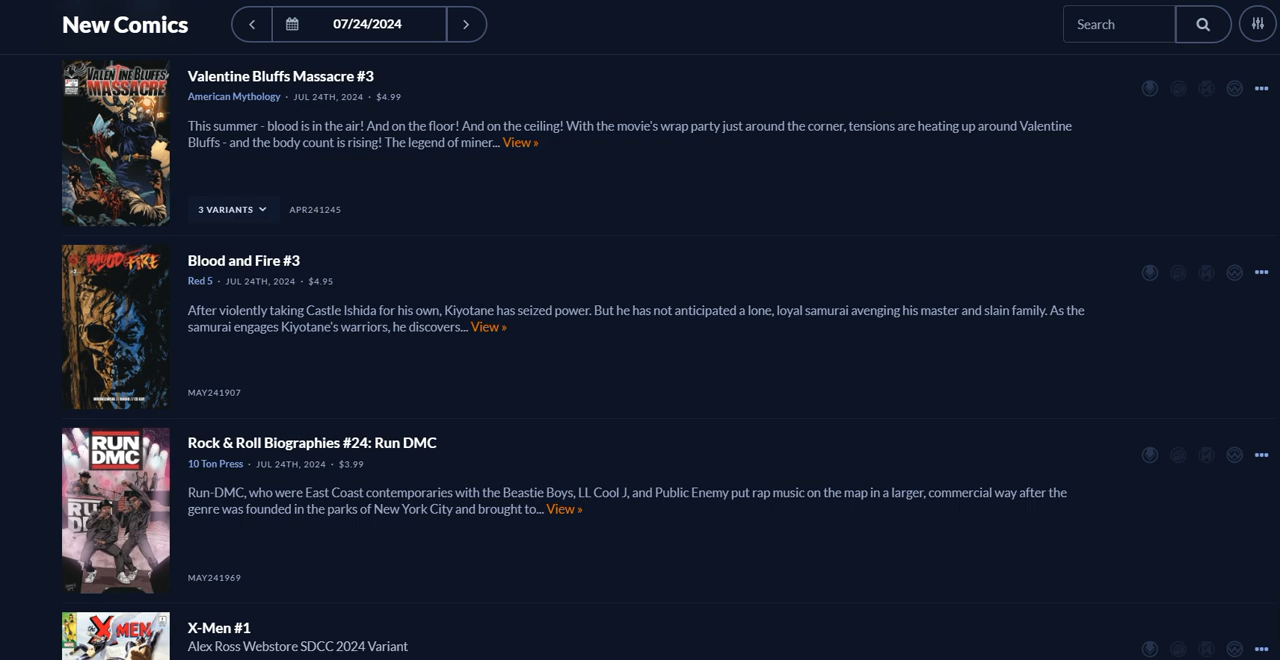 New Comics
07/24/2024
Search
VALENTINE BLUFFS
MASSACRE
Valentine Bluffs Massacre #3
American Mythology · JUL 24TH, 2024 · $4.99
This summer - blood is in the air! And on the floor! And on the ceiling! With the movie's wrap party just around the corner, tensions are heating up around Valentine
Bluffs - and the body count is rising! The legend of miner... View »
3 VARIANTS APR241245
BLOOD FIRE
Blood and Fire #3
Red 5 · JUL 24TH, 2024 · $4.95
After violently taking Castle Ishida for his own, Kiyotane has seized power. But he has not anticipated a lone, loyal samurai avenging his master and slain family. As the
samurai engages Kiyotane's warriors, he discovers... View »
MAY241907
RUN
DMC
Rock & Roll Biographies #24: Run DMC
10 Ton Press · JUL 24TH, 2024 · $3.99
Run-DMC, who were East Coast contemporaries with the Beastie Boys, LL Cool J, and Public Enemy put rap music on the map in a larger, commercial way after the
genre was founded in the parks of New York City and brought to... View »
MAY241969
the X-MEN
X-Men #1
Alex Ross Webstore SDCC 2024 Variant